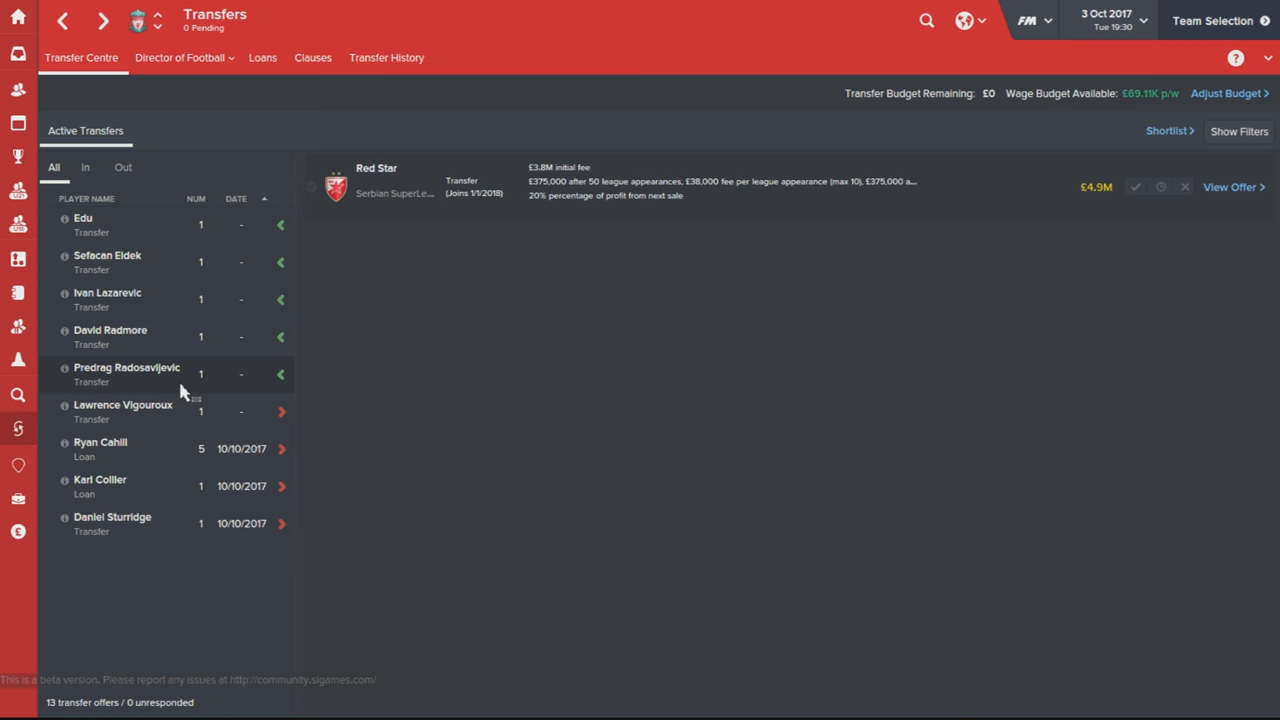 Transfers
0 Pending
FM
3 Oct 2017
Tue 19:30
Team Selection
Transfer Centre
Director of Football
Loans
Clauses
Transfer History
?
Transfer Budget Remaining: £0 Wage Budget Available: £69.11K p/w Adjust Budget >
Active Transfers
Shortlist >
Show Filters
All
In
Out
PLAYER NAME NUM DATE
Edu
Transfer
1 -
Sefacan Eldek
Transfer
1 -
Ivan Lazarevic
Transfer
1 -
David Radmore
Transfer
1 -
Predrag Radosavljevic
Transfer
1 -
Lawrence Vigouroux
Transfer
1 -
Ryan Cahill
Loan
5 10/10/2017
Karl Collier
Loan
1 10/10/2017
Daniel Sturridge
Transfer
1 10/10/2017
Red Star
Serbian SuperLe...
Transfer
(Joins 1/1/2018)
£3.8M initial fee
£375,000 after 50 league appearances, £38,000 fee per league appearance (max 10), £375,000 a...
20% percentage of profit from next sale
£4.9M
View Offer >
This is a beta version. Please report any issues at http://community.sigames.com/
13 transfer offers / 0 unresponded